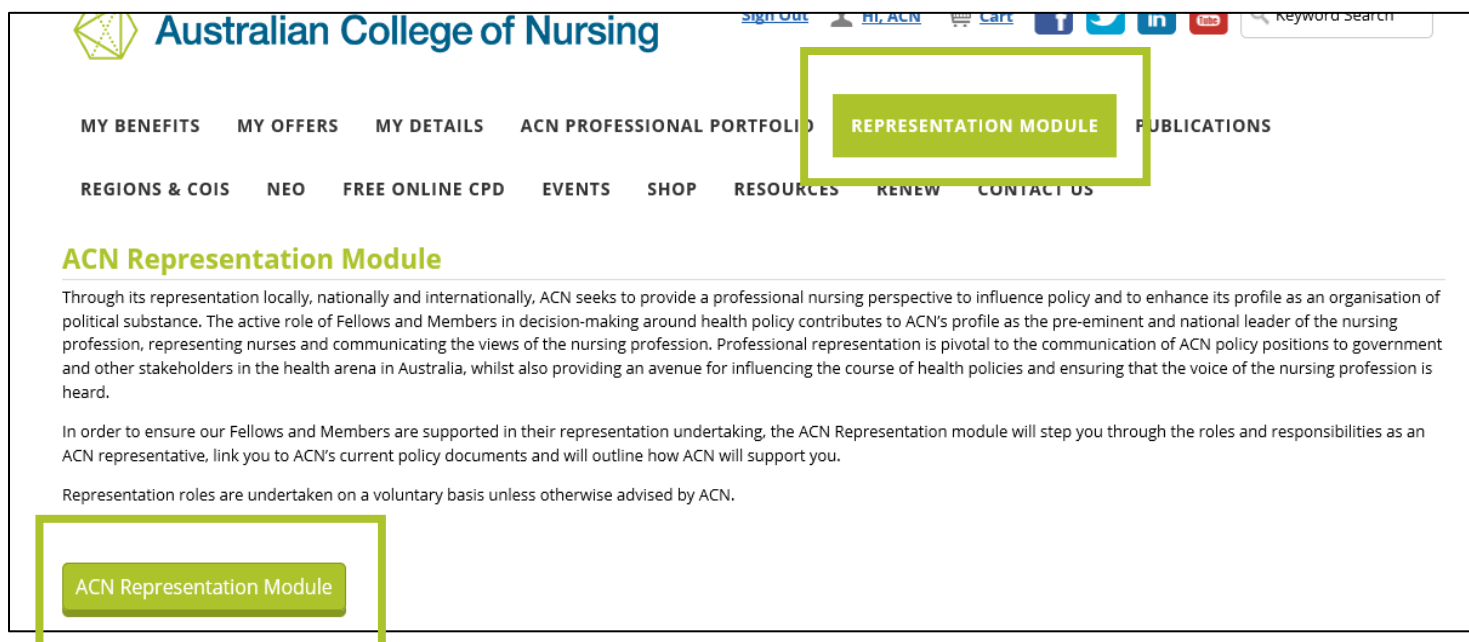 Australian College of Nursing
Sign Out Hi, ACN Cart f in Tube Keyword Search
MY BENEFITS MY OFFERS MY DETAILS ACN PROFESSIONAL PORTFOLIO REPRESENTATION MODULE PUBLICATIONS
REGIONS & COIS NEO FREE ONLINE CPD EVENTS SHOP RESOURCES RENEW CONTACT US
ACN Representation Module
Through its representation locally, nationally and internationally, ACN seeks to provide a professional nursing perspective to influence policy and to enhance its profile as an organisation of
political substance. The active role of Fellows and Members in decision-making around health policy contributes to ACN's profile as the pre-eminent and national leader of the nursing
profession, representing nurses and communicating the views of the nursing profession. Professional representation is pivotal to the communication of ACN policy positions to government
and other stakeholders in the health arena in Australia, whilst also providing an avenue for influencing the course of health policies and ensuring that the voice of the nursing profession is
heard.
In order to ensure our Fellows and Members are supported in their representation undertaking, the ACN Representation module will step you through the roles and responsibilities as an
ACN representative, link you to ACN's current policy documents and will outline how ACN will support you.
Representation roles are undertaken on a voluntary basis unless otherwise advised by ACN.
ACN Representation Module